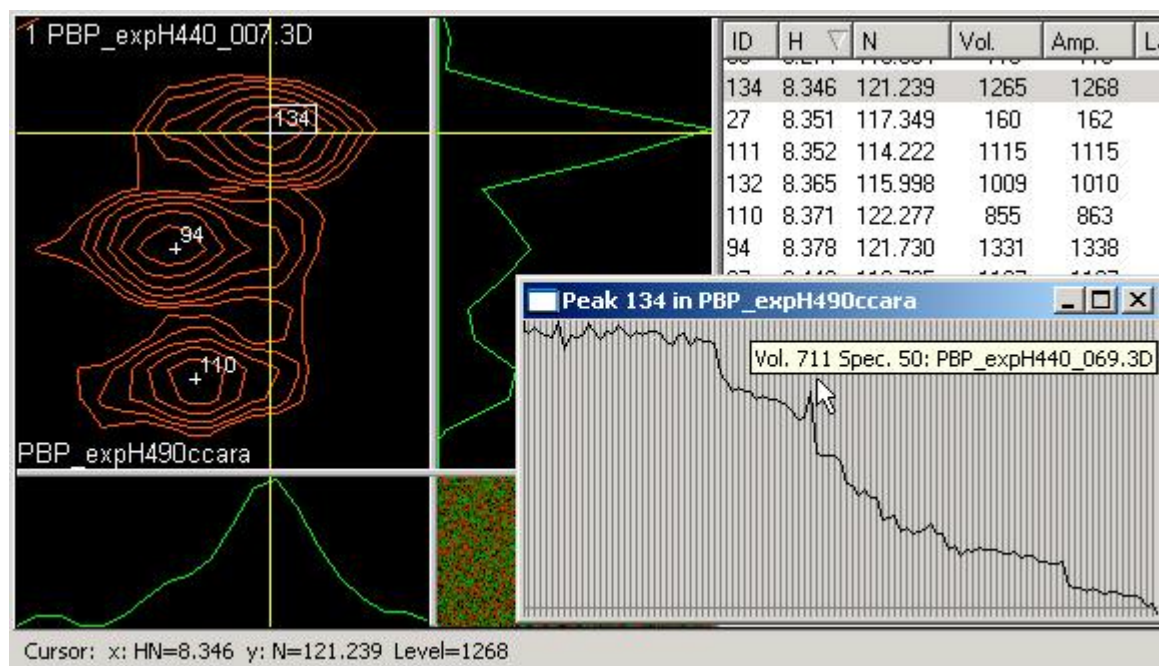 1 PBP_expH440_007.3D
134
94
110
PBP_expH490ccara
ID H N Vol. Amp.
134 8.346 121.239 1265 1268
27 8.351 117.349 160 162
111 8.352 114.222 1115 1115
132 8.365 115.998 1009 1010
110 8.371 122.277 855 863
94 8.378 121.730 1331 1338
Peak 134 in PBP_expH490ccara
Vol. 711 Spec. 50: PBP_expH440_069.3D
Cursor: x: HN=8.346 y: N=121.239 Level=1268